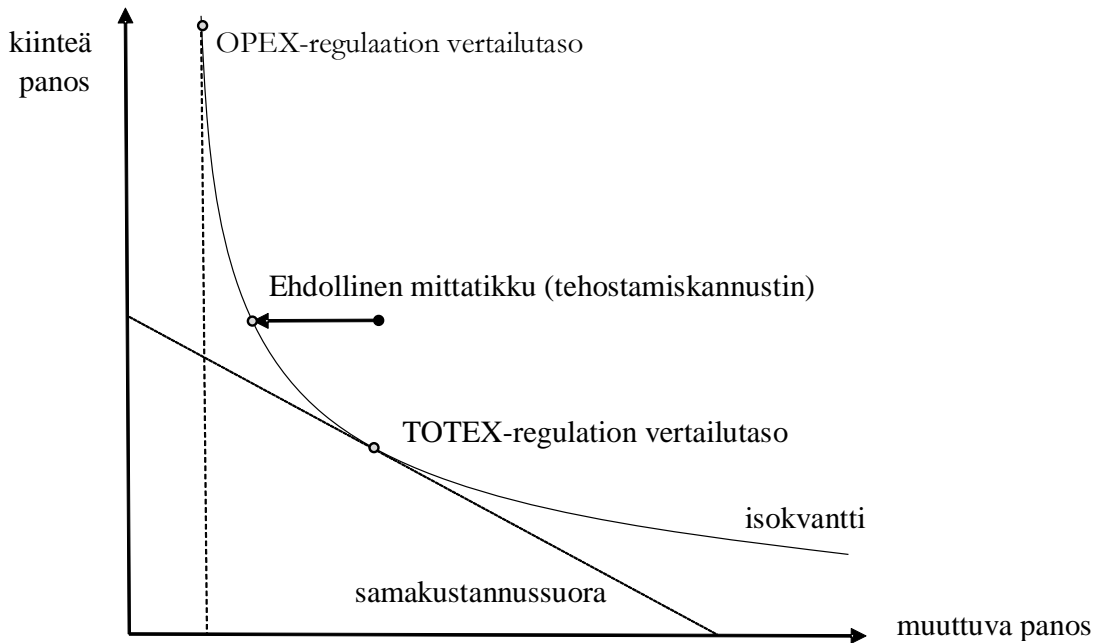 kiinteä
panos
OPEX-regulaation vertailutaso
Ehdollinen mittatikku (tehostamiskannustin)
TOTEX-regulation vertailutaso
isokvantti
samakustannussuora
muuttuva panos